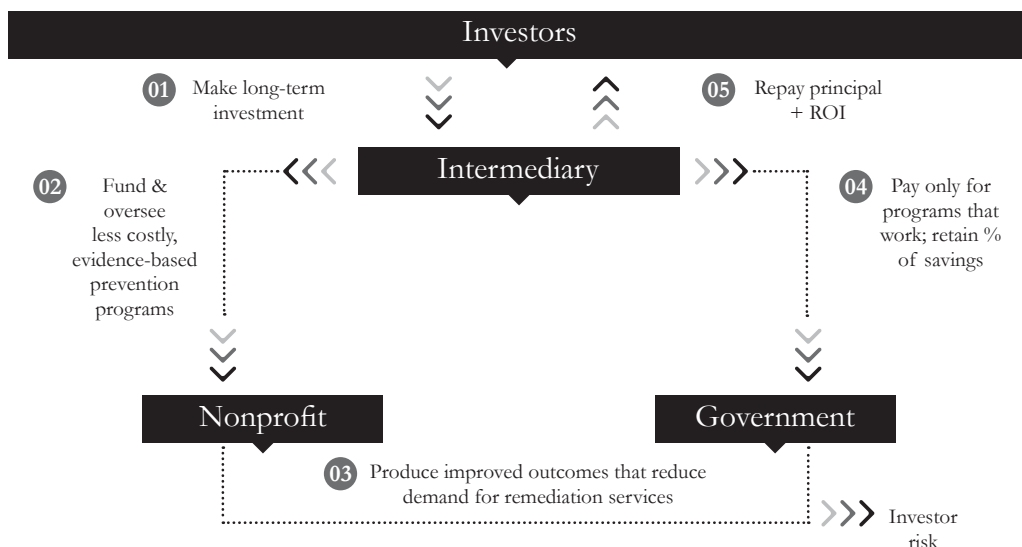 Investors
01 Make long-term
investment
05 Repay principal
+ ROI
Intermediary
02 Fund &
oversee
less costly,
evidence-based
prevention
programs
04 Pay only for
programs that
work; retain %
of savings
Nonprofit
Government
03 Produce improved outcomes that reduce
demand for remediation services
Investor
risk